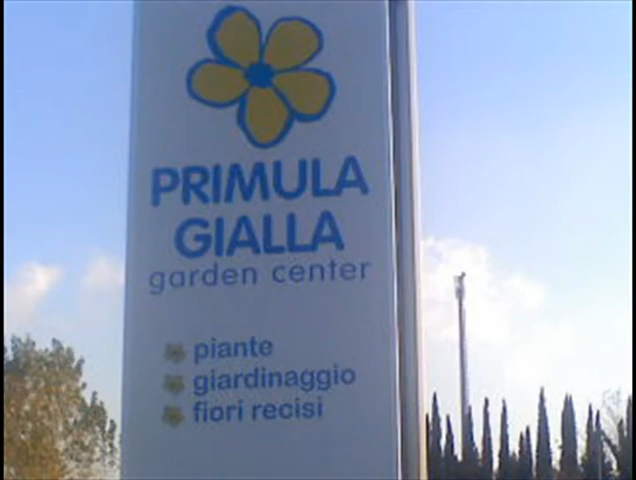 PRIMULA
GIALLA
garden center
piante
giardinaggio
fiori recisi